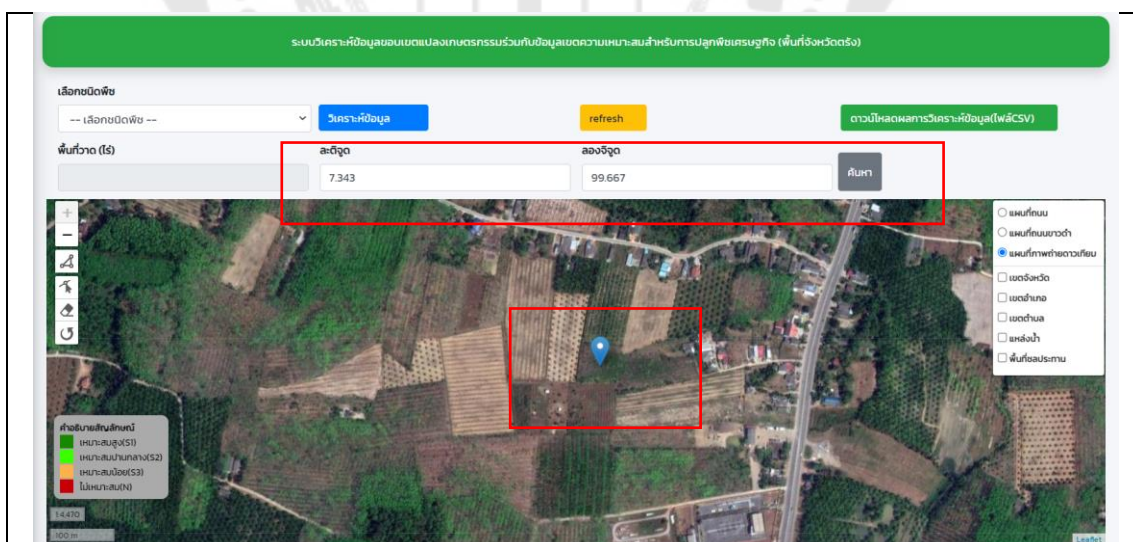 ระบบวิเคราะห์ข้อมูลขอบเขตแปลงเกษตรกรรมร่วมกับข้อมูลเขตความเหมาะสมสำหรับการปลูกพืชเศรษฐกิจ (พื้นที่จังหวัดตรัง)
เลือกชนิดพืช
-- เลือกชนิดพืช --
วิเคราะห์ข้อมูล
refresh
ดาวน์โหลดผลการวิเคราะห์ข้อมูล(ไฟล์CSV)
พื้นที่วาด (ไร่)
ละติจูด
ลองจิจูด
7.343
99.667
ค้นหา
+
−
แผนที่ถนน
แผนที่ถนนขาวดำ
แผนที่ภาพถ่ายดาวเทียม
เขตจังหวัด
เขตอำเภอ
เขตตำบล
แหล่งน้ำ
พื้นที่ชลประทาน
คำอธิบายสัญลักษณ์
เหมาะสมสูง(S1)
เหมาะสมปานกลาง(S2)
เหมาะสมน้อย(S3)
ไม่เหมาะสม(N)
1:4,470
100 m
Leaflet